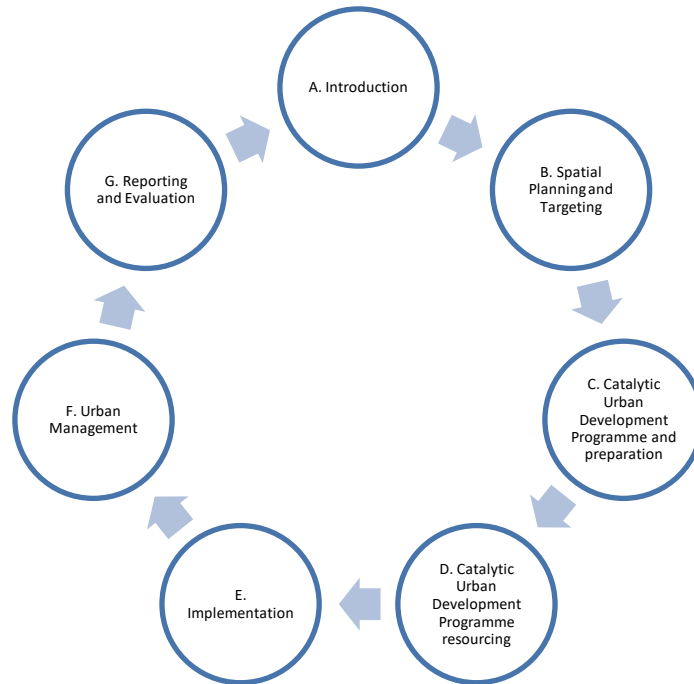 A. Introduction
B. Spatial
Planning and
Targeting
C. Catalytic
Urban
Development
Programme and
preparation
D. Catalytic
Urban
Development
Programme
resourcing
E.
Implementation
F. Urban
Management
G. Reporting
and Evaluation